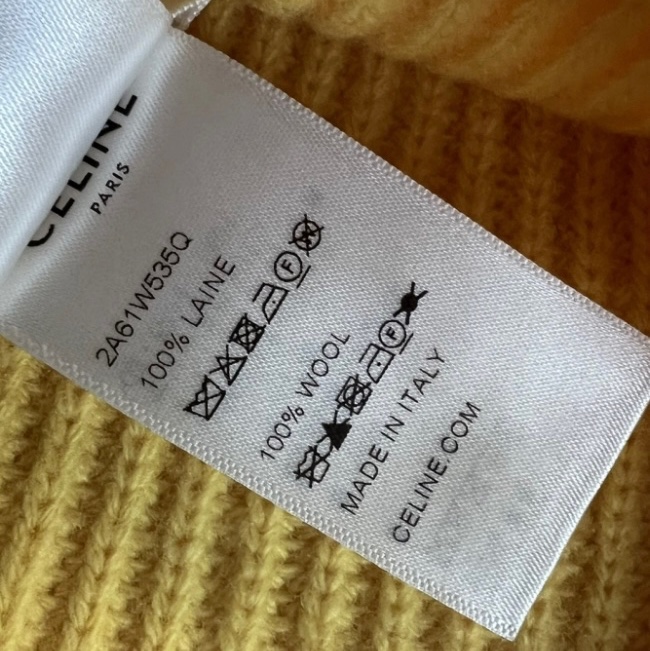 CELINE
PARIS
2A61W535Q
100% LAINE
F W
100% WOOL
F
MADE IN ITALY
CELINE.COM